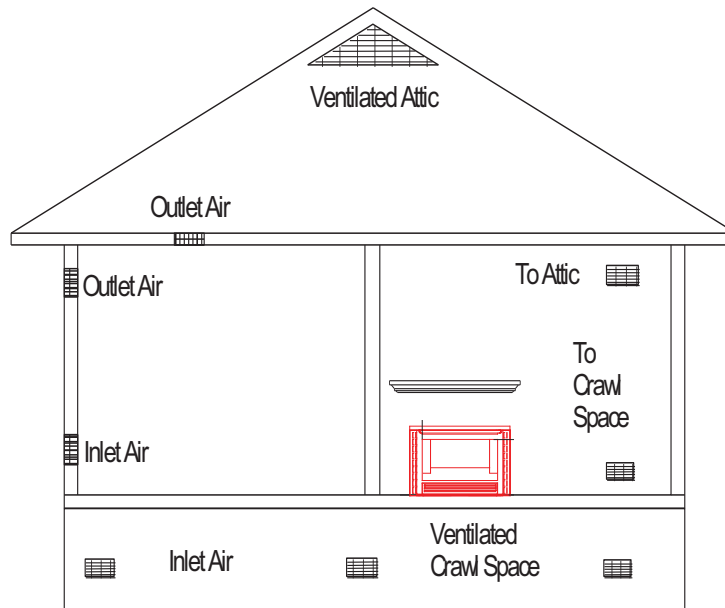 Ventilated Attic
Outlet Air
Outlet Air
To Attic
To
Crawl
Space
Inlet Air
Inlet Air
Ventilated
Crawl Space